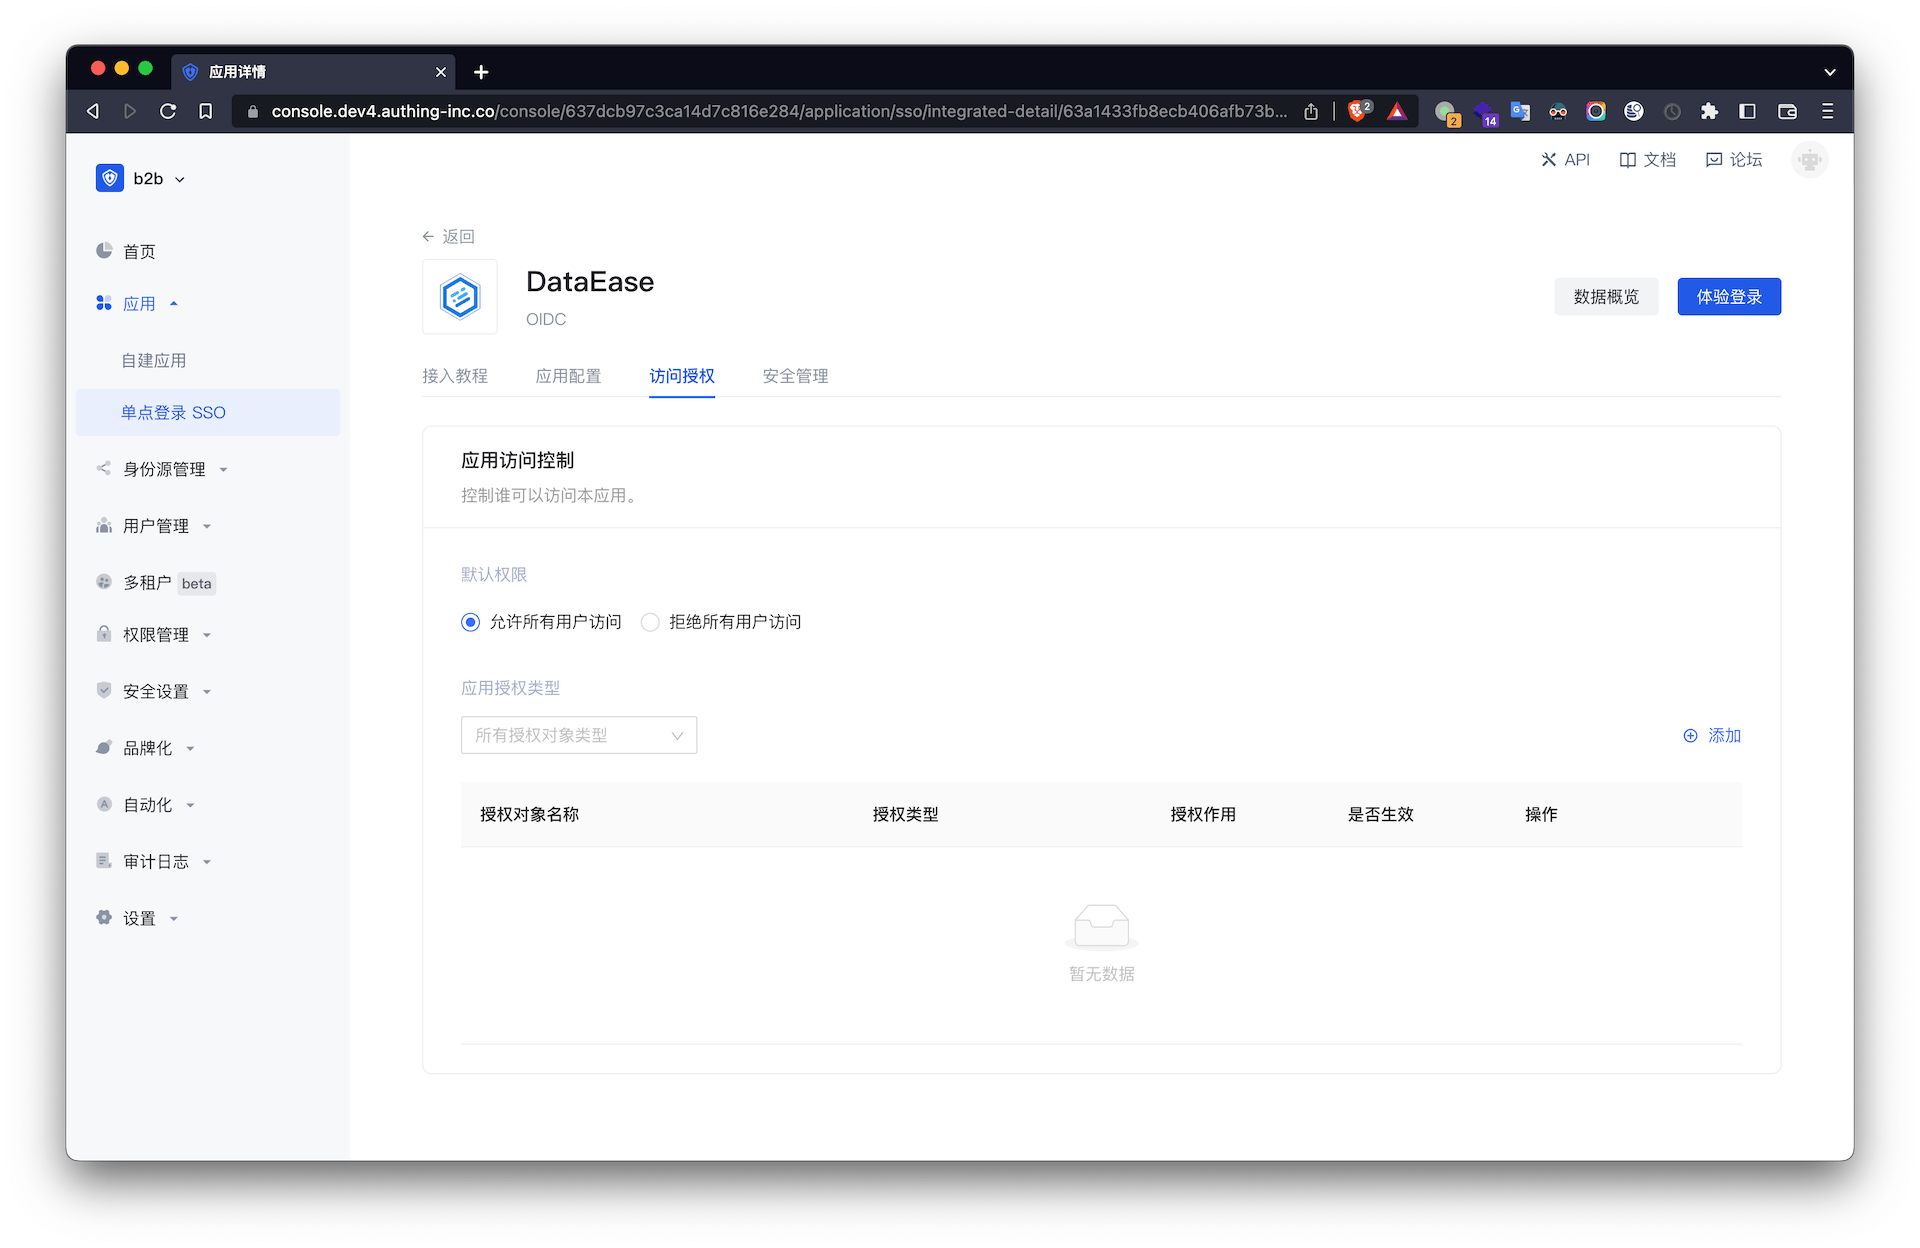 应用详情
console.dev4.authing-inc.co/console/637dcb97c3ca14d7c816e284/application/sso/integrated-detail/63a1433fb8ecb406afb73b...
2
2
14
b2b
API
文档
论坛
首页
应用
自建应用
单点登录 SSO
身份源管理
用户管理
多租户 beta
权限管理
安全设置
品牌化
自动化
审计日志
设置
返回
DataEase
OIDC
数据概览
体验登录
接入教程
应用配置
访问授权
安全管理
应用访问控制
控制谁可以访问本应用。
默认权限
允许所有用户访问
拒绝所有用户访问
应用授权类型
所有授权对象类型
添加
授权对象名称
授权类型
授权作用
是否生效
操作
暂无数据